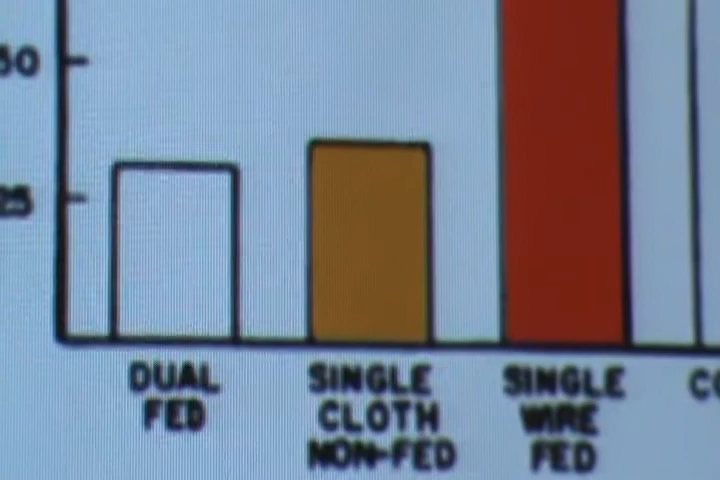 50
25
DUAL
FED
SINGLE
CLOTH
NON-FED
SINGLE
WIRE
FED